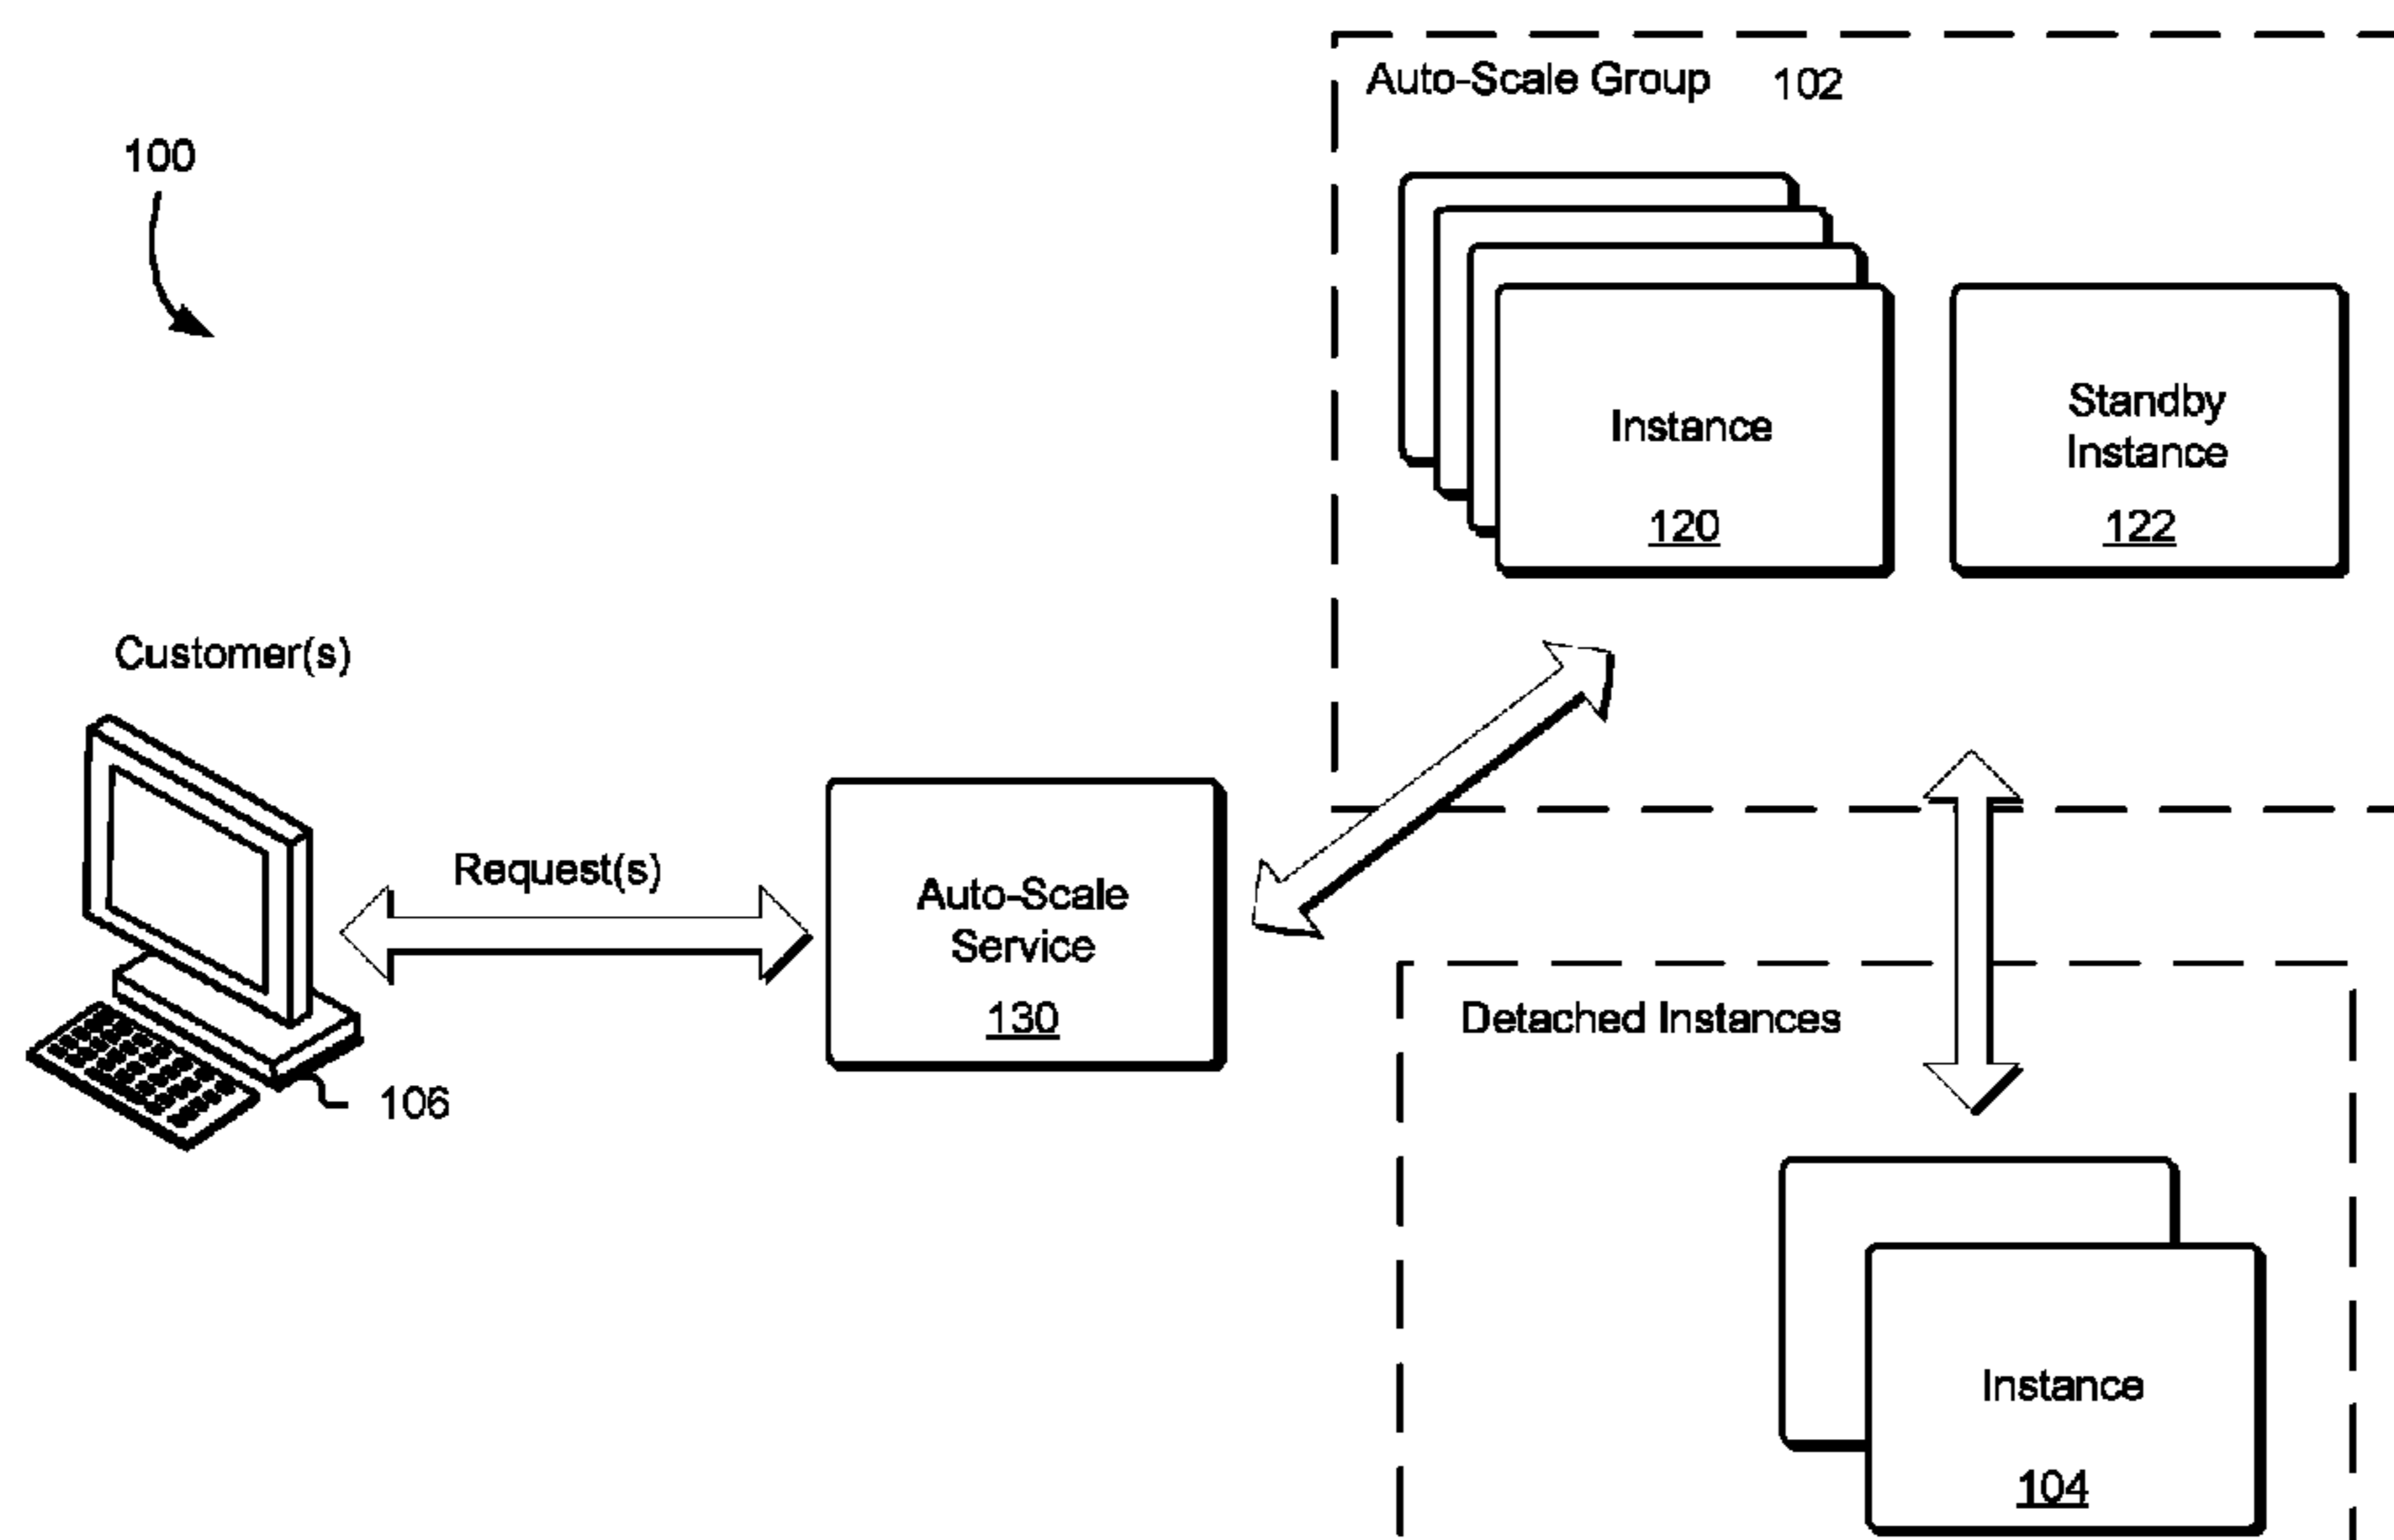 Auto-Scale Group 102
100
Instance
120
Standby
Instance
122
Customer(s)
Request(s)
Auto-Scale
Service
130
106
Detached Instances
Instance
104